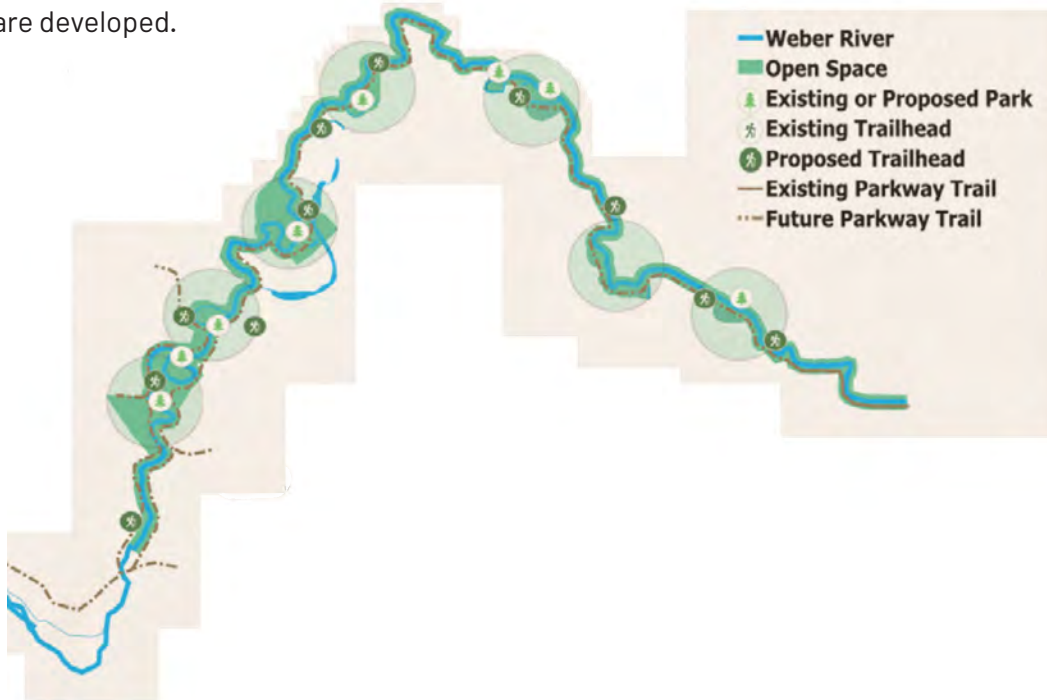 are developed.
Weber River
Open Space
Existing or Proposed Park
Existing Trailhead
Proposed Trailhead
Existing Parkway Trail
Future Parkway Trail